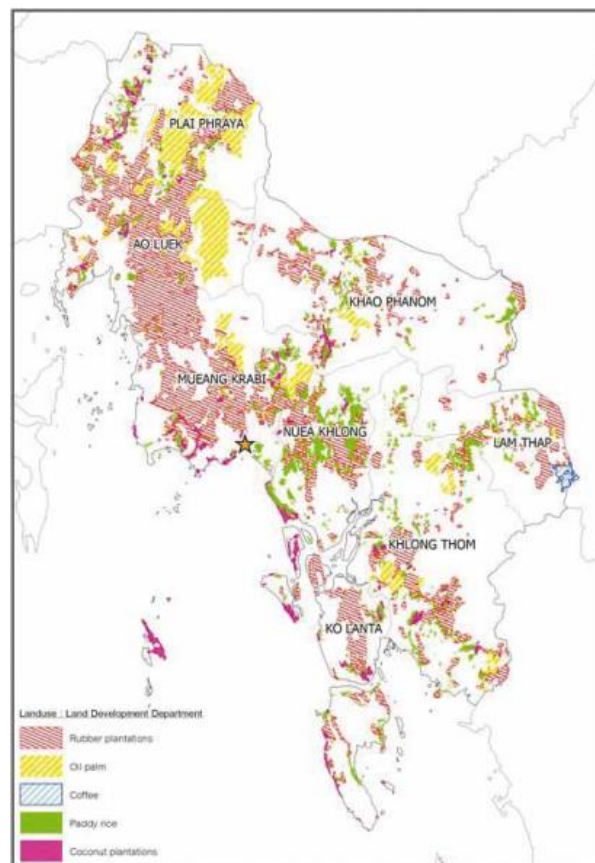 PLAI PHRAYA
AO LUEK
KHAO PHANOM
MUEANG KRABI
NUEA KHLONG
LAM THAP
KHLONG THOM
KO LANTA
Landuse : Land Development Department
Rubber plantations
Oil palm
Coffee
Paddy rice
Coconut plantations